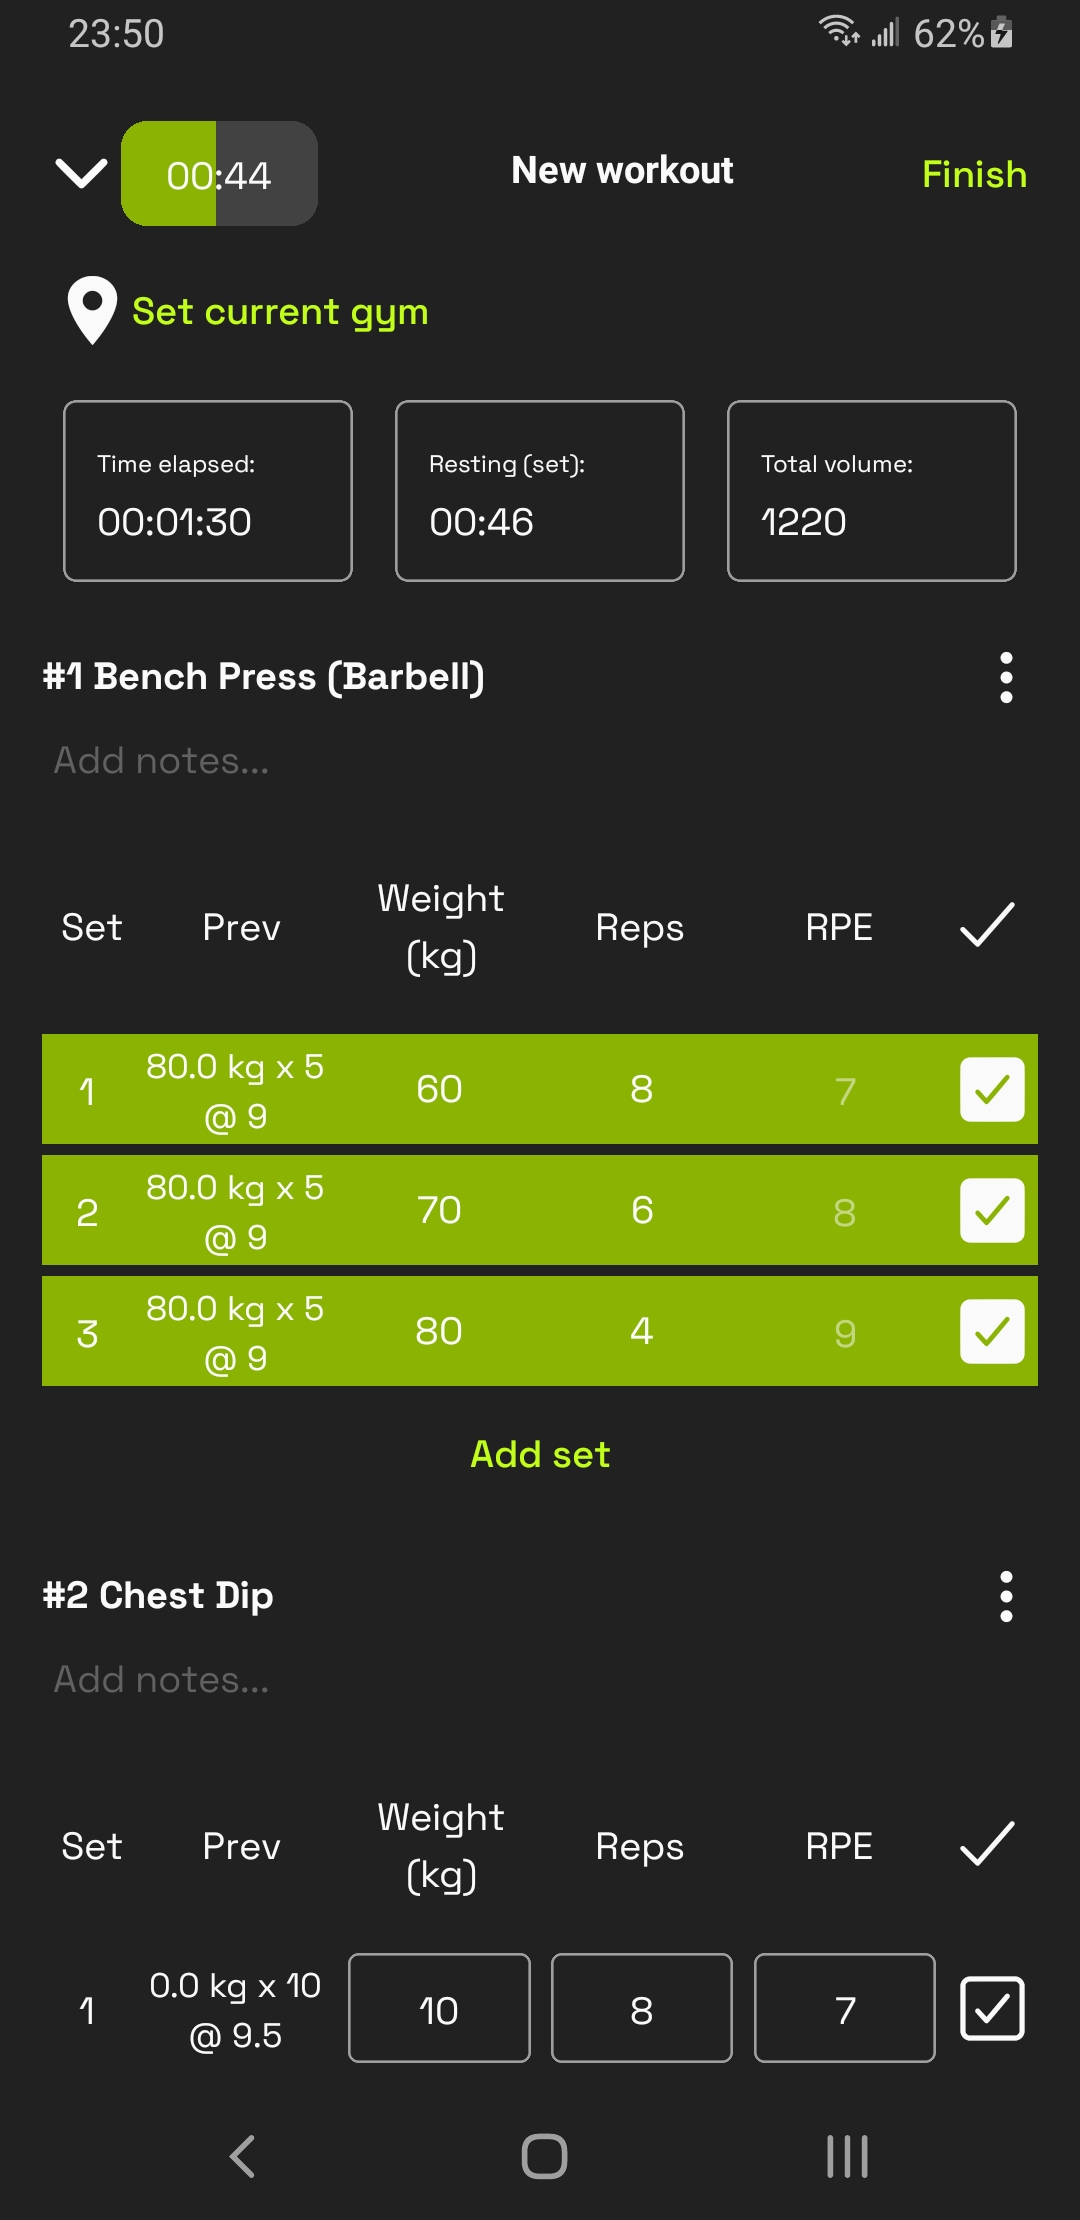 23:50
62%
00:44
New workout
Finish
Set current gym
Time elapsed:
00:01:30
Resting (set):
00:46
Total volume:
1220
#1 Bench Press (Barbell)
Add notes...
Set Prev Weight (kg) Reps RPE
1 80.0 kg x 5 @ 9 60 8 7
2 80.0 kg x 5 @ 9 70 6 8
3 80.0 kg x 5 @ 9 80 4 9
Add set
#2 Chest Dip
Add notes...
Set Prev Weight (kg) Reps RPE
1 0.0 kg x 10 @ 9.5 10 8 7